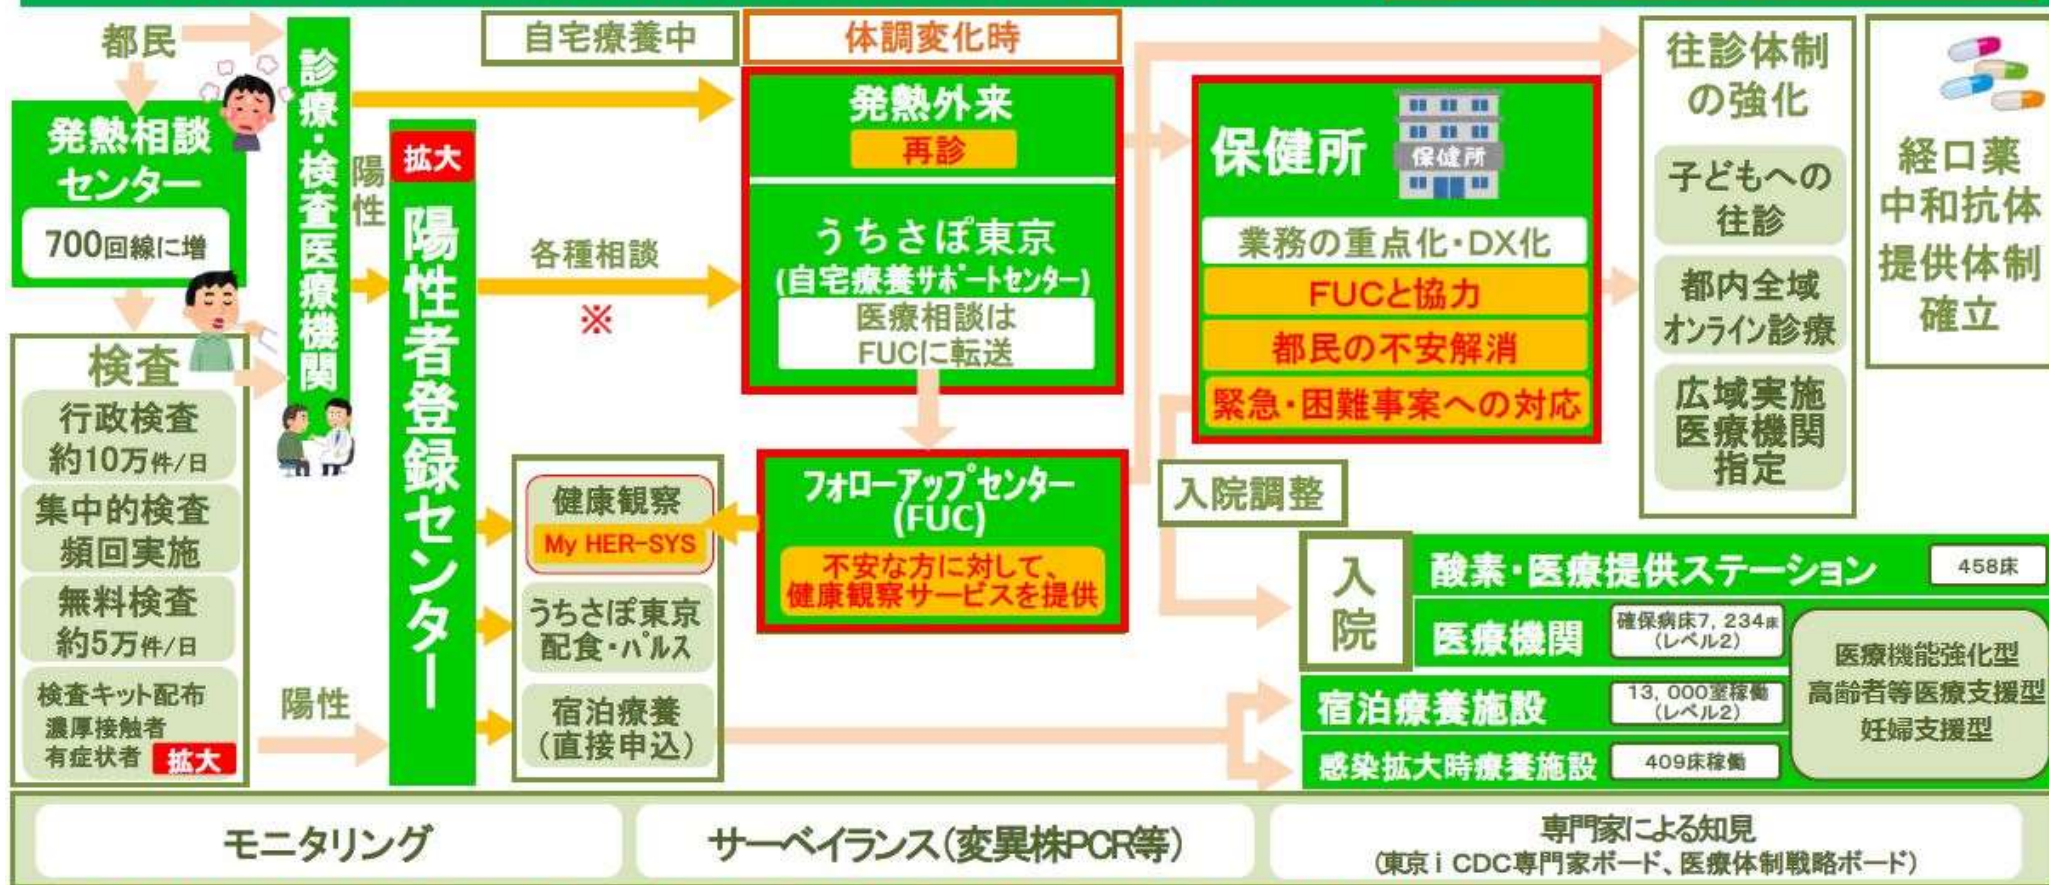 都民
発熱相談
センター
700回線に増
検査
行政検査
約10万件/日
集中的検査
頻回実施
無料検査
約5万件/日
検査キット配布
濃厚接触者
有症状者 拡大
診療・検査医療機関
陽性
陽性
拡大
陽性者登録センター
自宅療養中
各種相談
※
健康観察
My HER-SYS
うちさぽ東京
配食・パルス
宿泊療養
(直接申込)
体調変化時
発熱外来
再診
うちさぽ東京
(自宅療養サポートセンター)
医療相談は
FUCに転送
フォローアップセンター
(FUC)
不安な方に対して、
健康観察サービスを提供
保健所
保健所
業務の重点化・DX化
FUCと協力
都民の不安解消
緊急・困難事案への対応
入院調整
往診体制
の強化
子どもへの
往診
都内全域
オンライン診療
広域実施
医療機関
指定
経口薬
中和抗体
提供体制
確立
入院
酸素・医療提供ステーション
458床
医療機関
確保病床7,234床
(レベル2)
宿泊療養施設
13,000室稼働
(レベル2)
感染拡大時療養施設
409床稼働
医療機能強化型
高齢者等医療支援型
妊婦支援型
モニタリング
サーベイランス(変異株PCR等)
専門家による知見
(東京iCDC専門家ボード、医療体制戦略ボード)